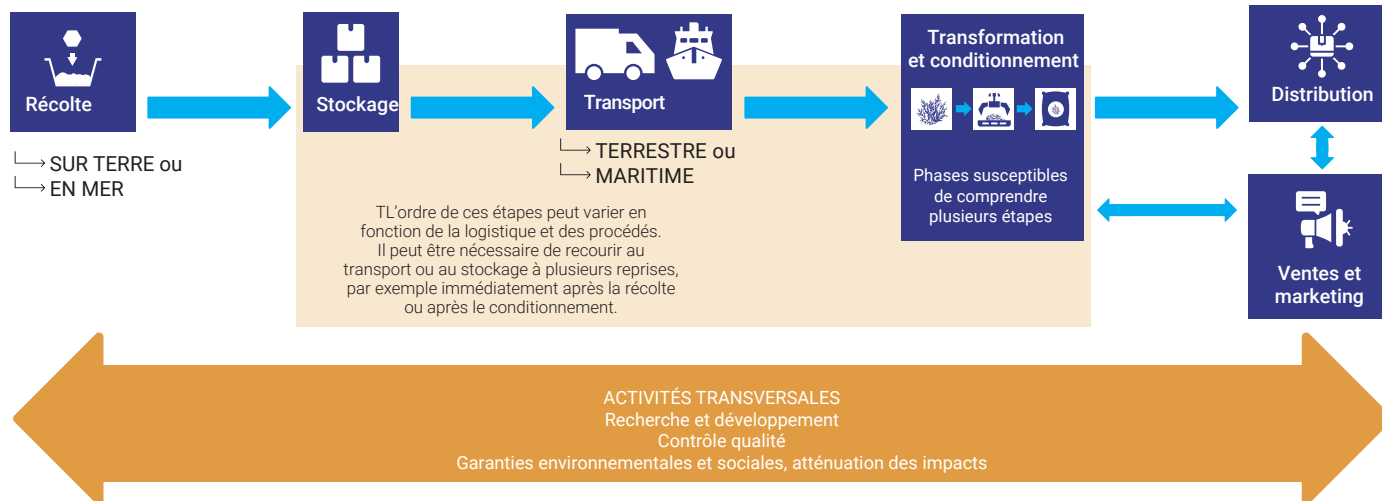 Récolte
SUR TERRE ou
EN MER
Stockage
Transport
TERRESTRE ou
MARITIME
TL'ordre de ces étapes peut varier en
fonction de la logistique et des procédés.
Il peut être nécessaire de recourir au
transport ou au stockage à plusieurs reprises,
par exemple immédiatement après la récolte
ou après le conditionnement.
Transformation
et conditionnement
Phases susceptibles
de comprendre
plusieurs étapes
Distribution
Ventes et
marketing
ACTIVITÉS TRANSVERSALES
Recherche et développement
Contrôle qualité
Garanties environnementales et sociales, atténuation des impacts